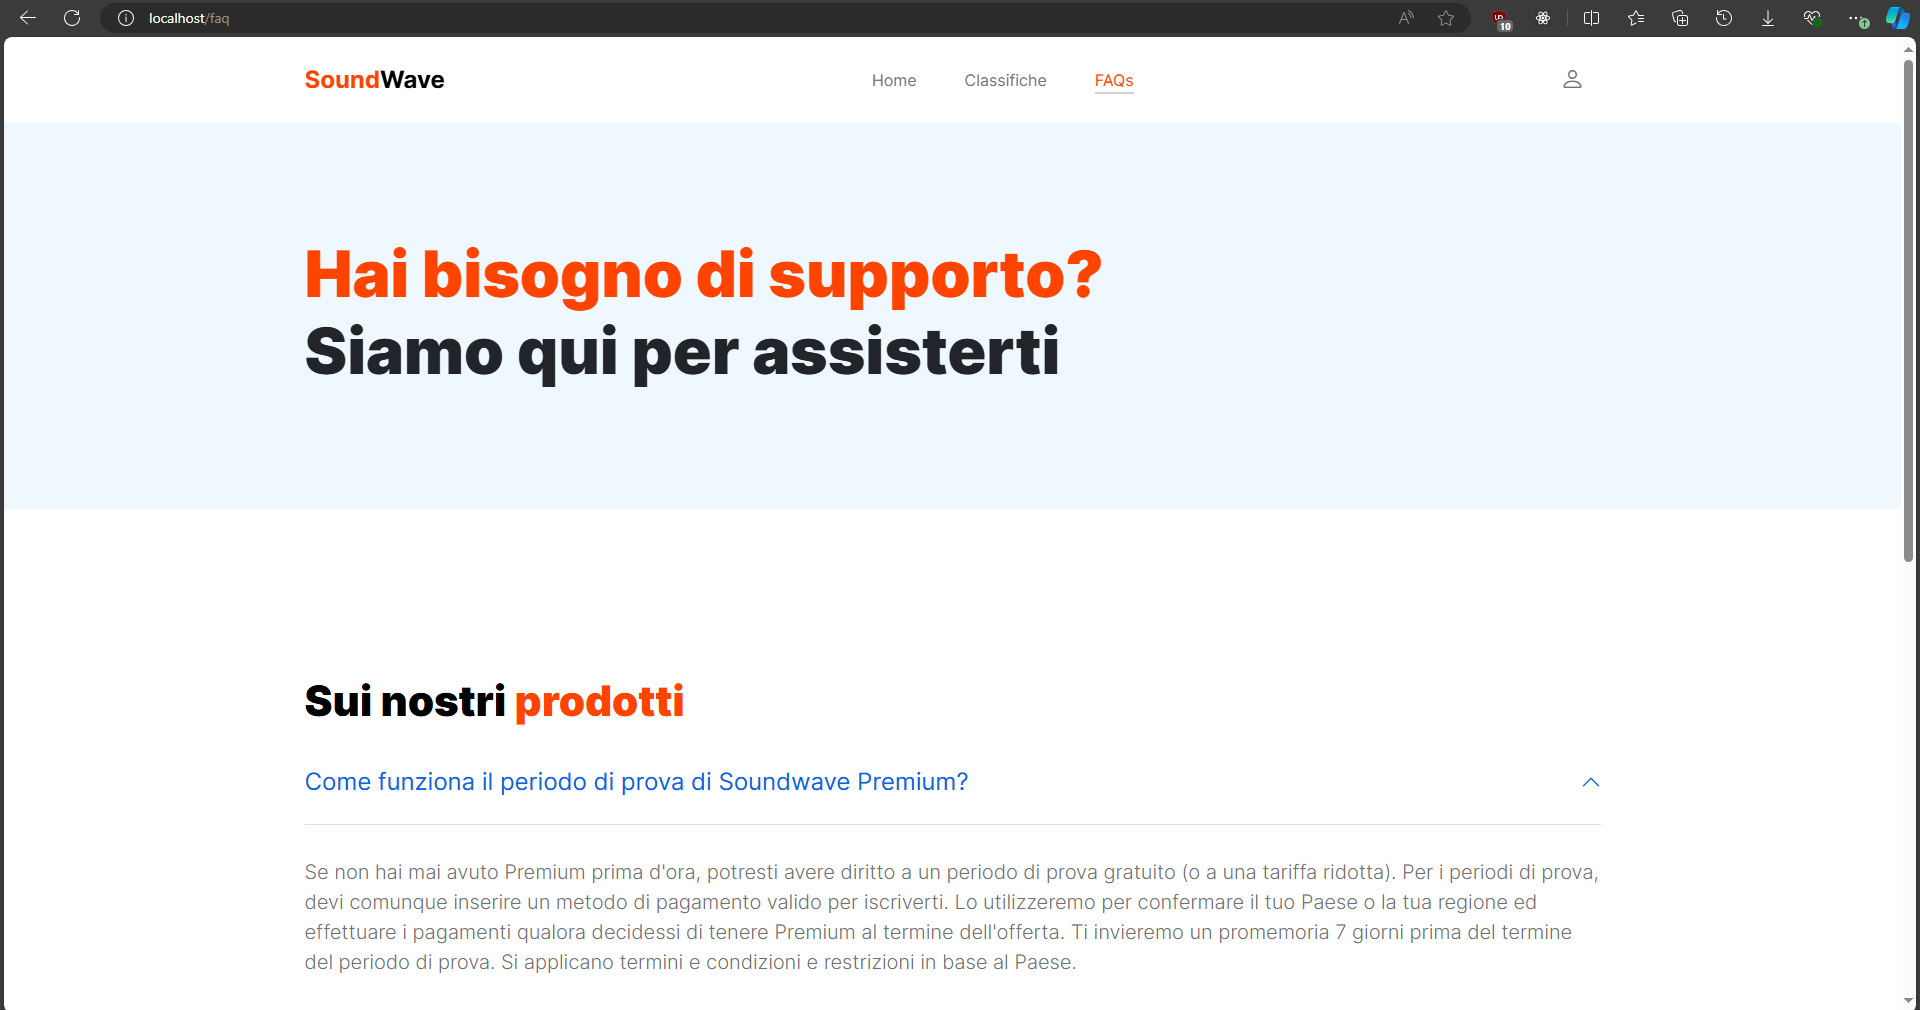 localhost/faq
10
SoundWave
Home
Classifiche
FAQs
Hai bisogno di supporto?
Siamo qui per assisterti
Sui nostri prodotti
Come funziona il periodo di prova di Soundwave Premium?
Se non hai mai avuto Premium prima d'ora, potresti avere diritto a un periodo di prova gratuito (o a una tariffa ridotta). Per i periodi di prova,
devi comunque inserire un metodo di pagamento valido per iscriverti. Lo utilizzeremo per confermare il tuo Paese o la tua regione ed
effettuare i pagamenti qualora decidessi di tenere Premium al termine dell'offerta. Ti invieremo un promemoria 7 giorni prima del termine
del periodo di prova. Si applicano termini e condizioni e restrizioni in base al Paese.